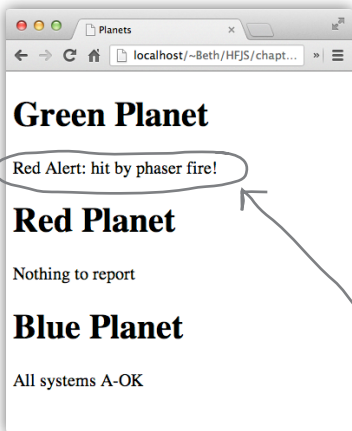 Planets
localhost/~Beth/HFJS/chapt...
Green Planet
Red Alert: hit by phaser fire!
Red Planet
Nothing to report
Blue Planet
All systems A-OK